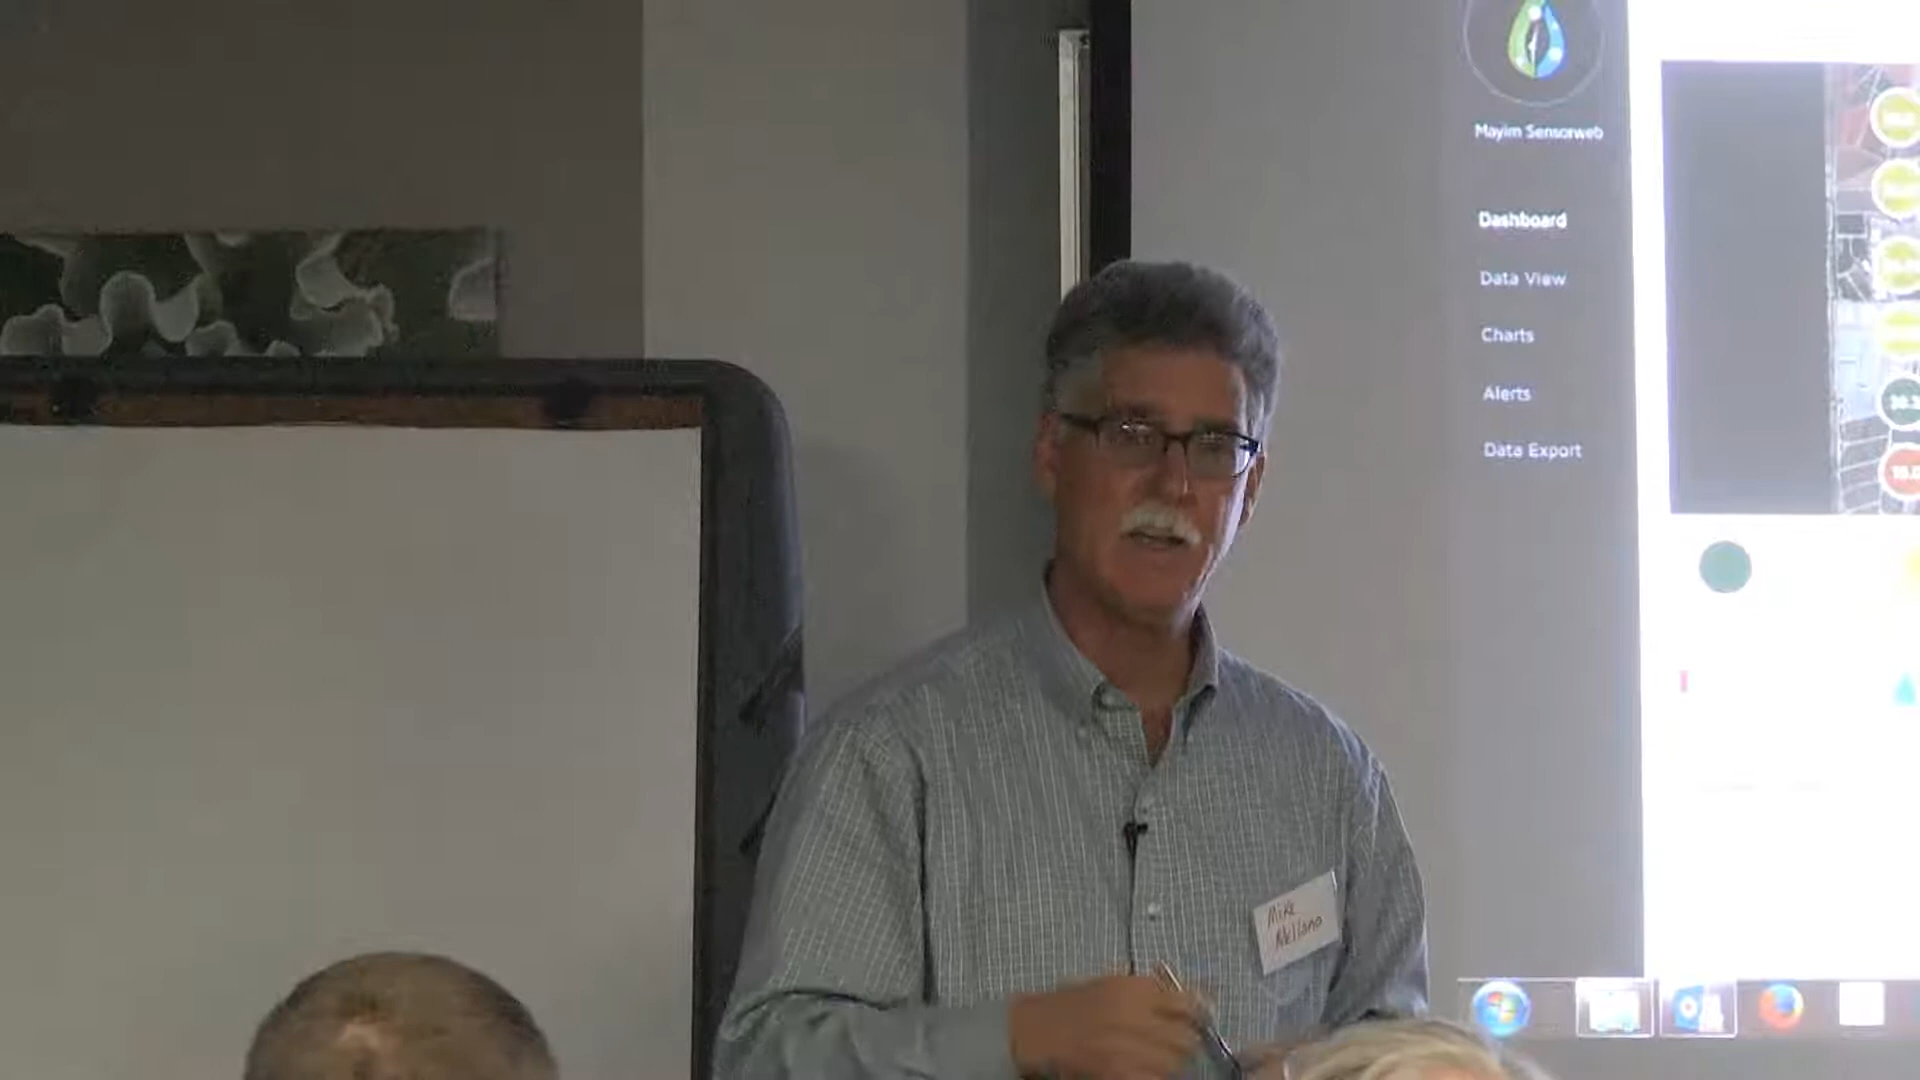 Mayim Sensorweb
Dashboard
Data View
Charts
Alerts
Data Export
Mike
Mellano